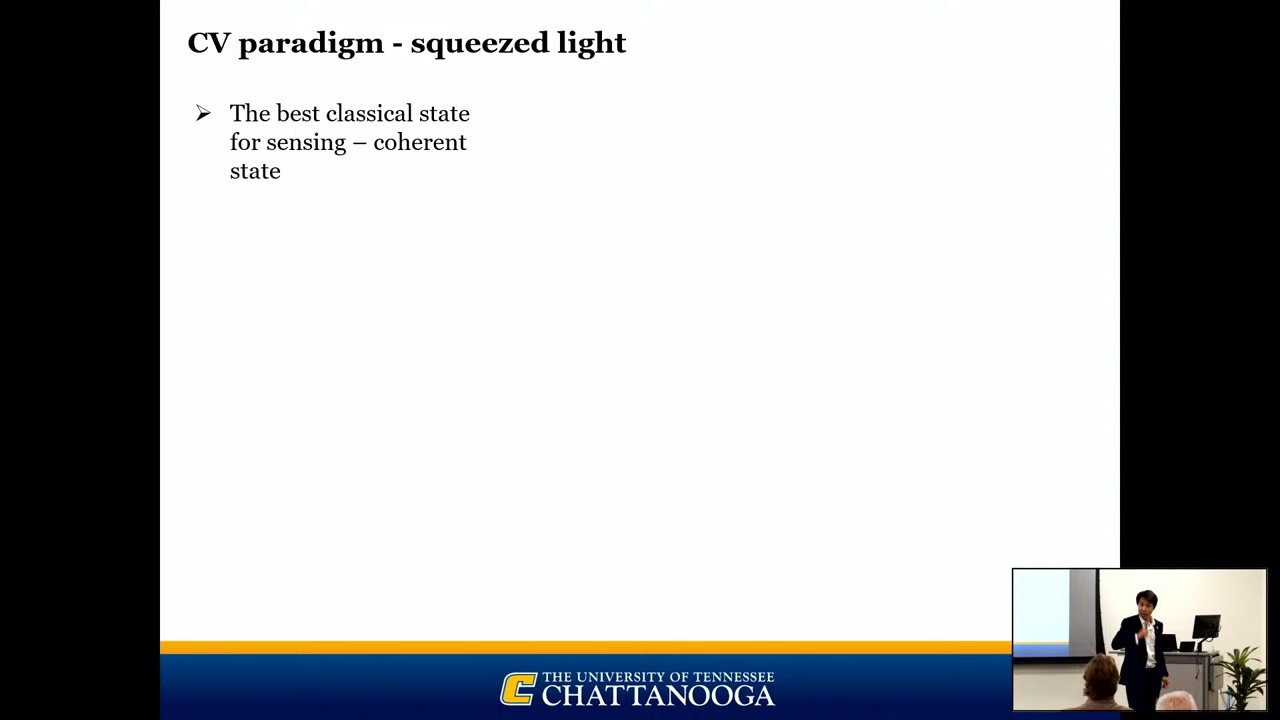 CV paradigm - squeezed light
➢ The best classical state
for sensing – coherent
state
THE UNIVERSITY OF TENNESSEE
CHATTANOOGA